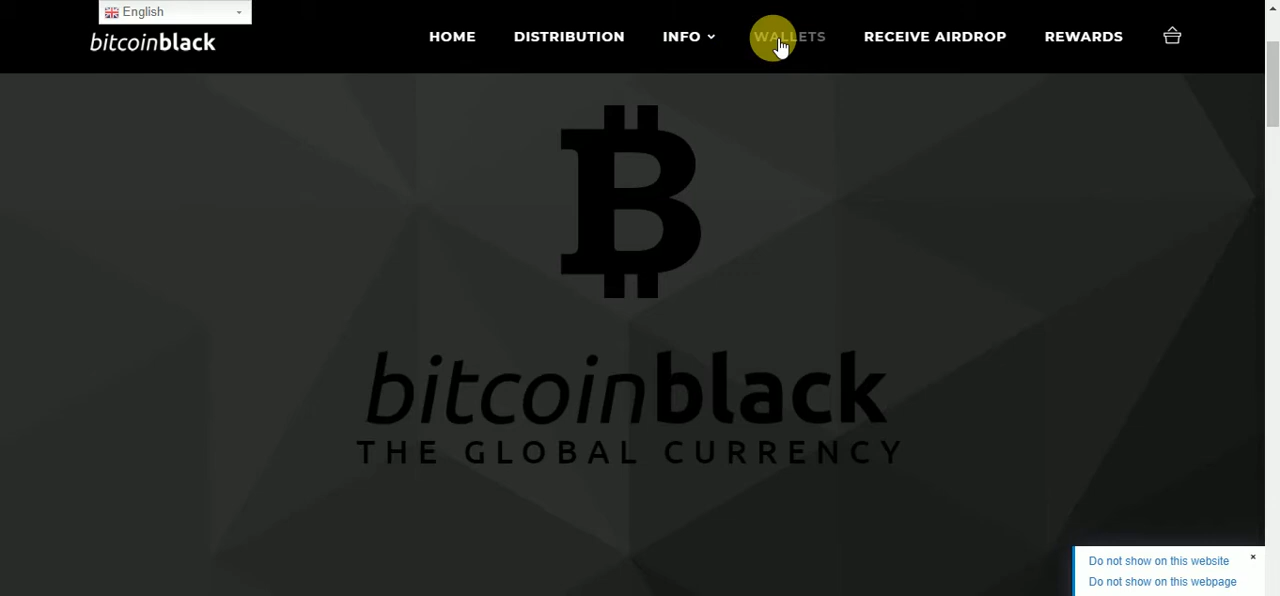 English
bitcoinblack
HOME DISTRIBUTION INFO WALLETS RECEIVE AIRDROP REWARDS
bitcoinblack
THE GLOBAL CURRENCY
Do not show on this website
Do not show on this webpage